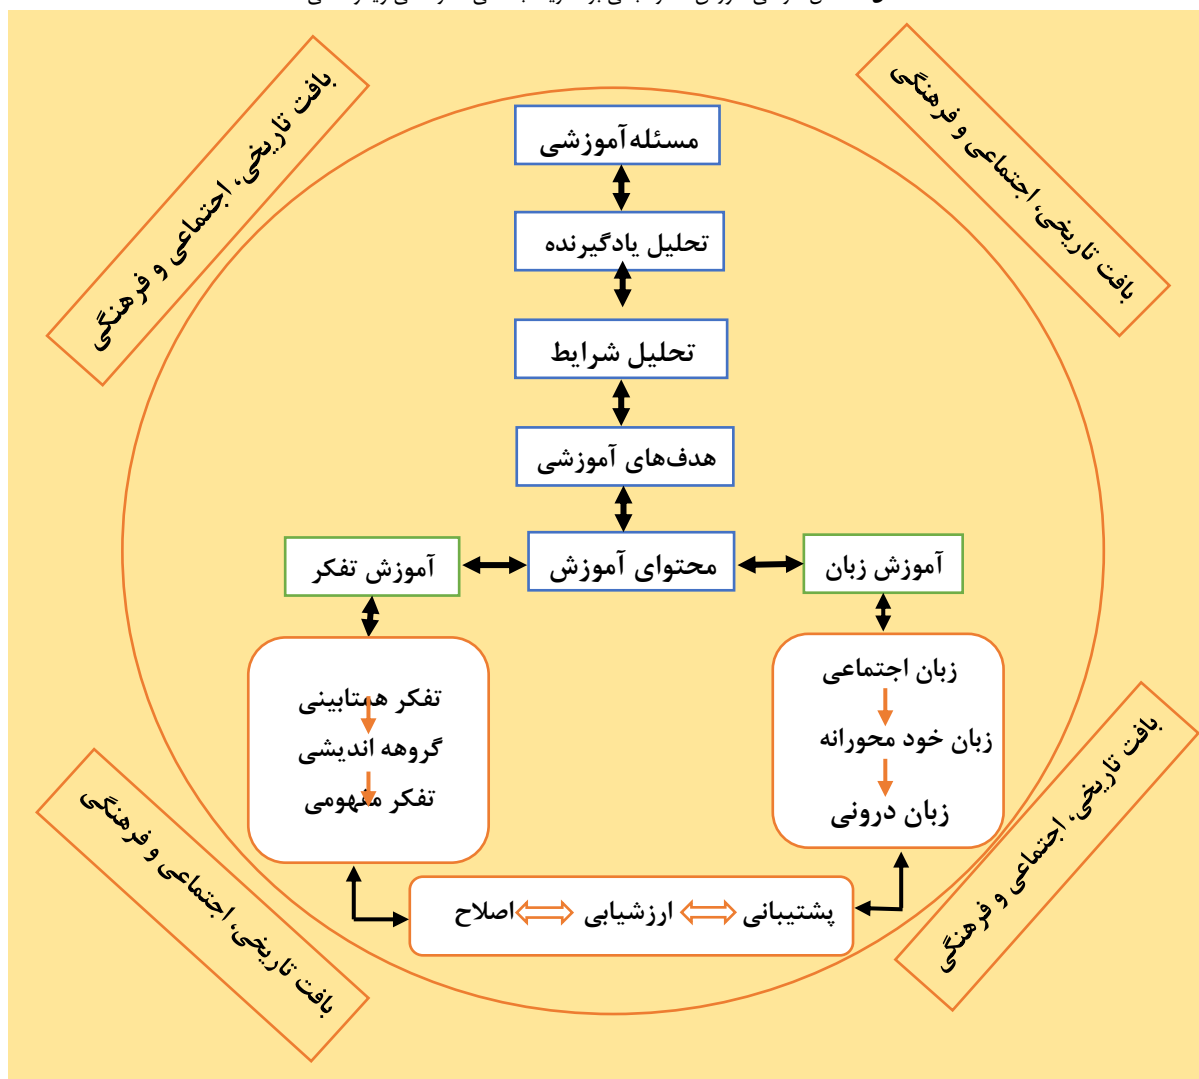 بافت تاریخی، اجتماعی و فرهنگی
بافت تاریخی، اجتماعی و فرهنگی
مسئله‌آموزشی
تحلیل یادگیرنده
تحلیل شرایط
هدف‌های آموزشی
آموزش زبان
محتوای آموزش
آموزش تفکر
زبان اجتماعی
زبان خود محورانه
زبان درونی
تفکر همتابینی
گروهه اندیشی
تفکر مفهومی
پشتیبانی ارزشیابی اصلاح
بافت تاریخی، اجتماعی و فرهنگی
بافت تاریخی، اجتماعی و فرهنگی